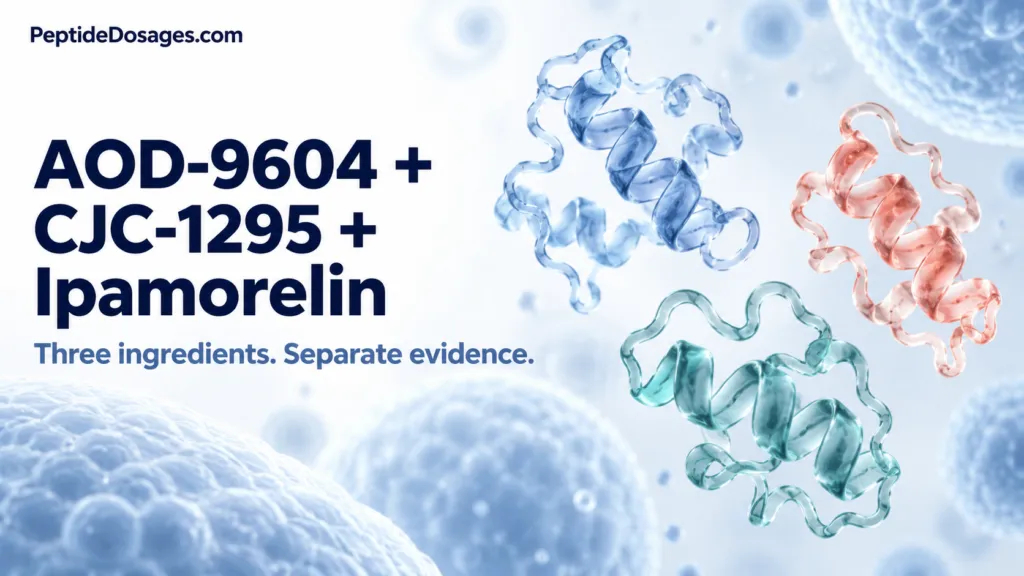 PeptideDosages.com
AOD-9604 +
CJC-1295 +
Ipamorelin
Three ingredients. Separate evidence.